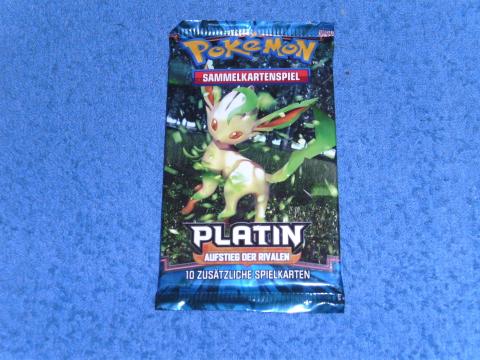 POKéMON
SAMMELKARTENSPIEL
PLATIN
AUFSTIEG DER RIVALEN
10 ZUSÄTZLICHE SPIELKARTEN